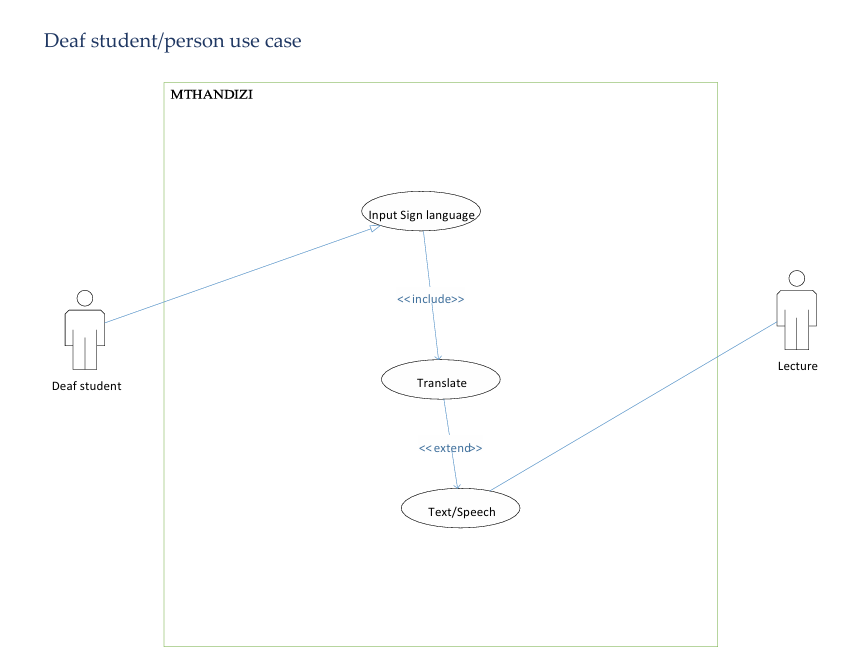 Deaf student/person use case
MTHANDIZI
Input Sign language
<<include>>
Deaf student
Lecture
Translate
<<extend>>
Text/Speech